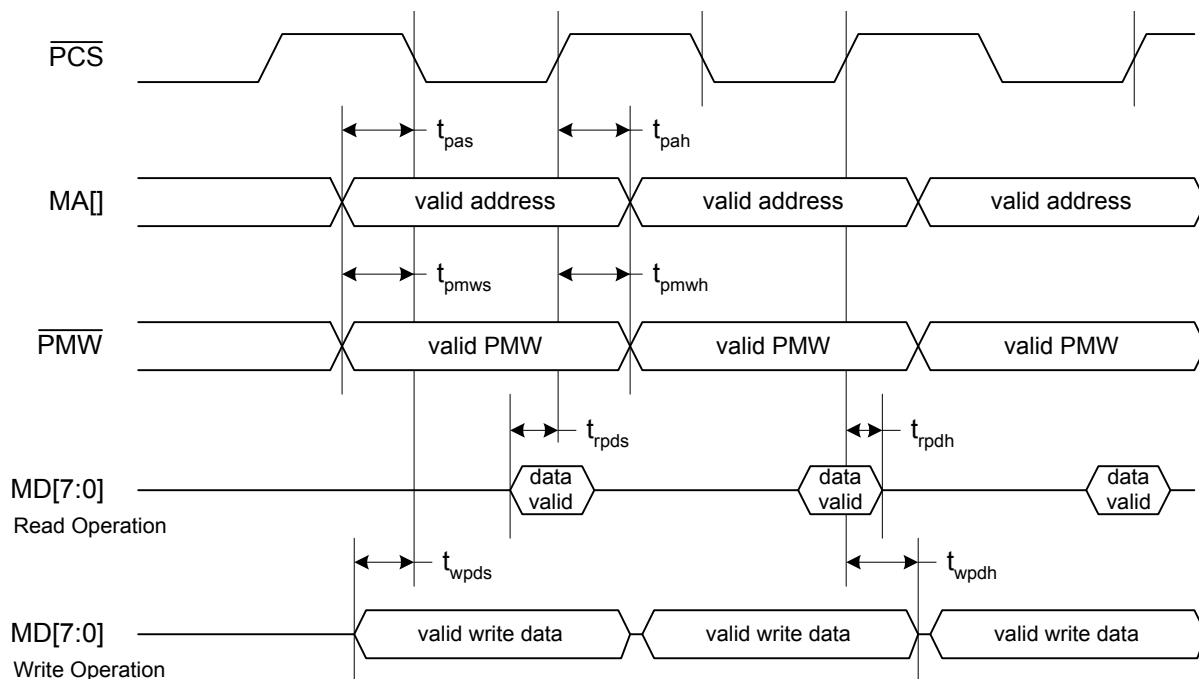 PCS
t_pas
t_pah
MA[]
valid address
valid address
valid address
t_pmws
t_pmwh
PMW
valid PMW
valid PMW
valid PMW
t_rpds
t_rpdh
MD[7:0]
data
valid
data
valid
data
valid
Read Operation
t_wpds
t_wpdh
MD[7:0]
valid write data
valid write data
valid write data
Write Operation